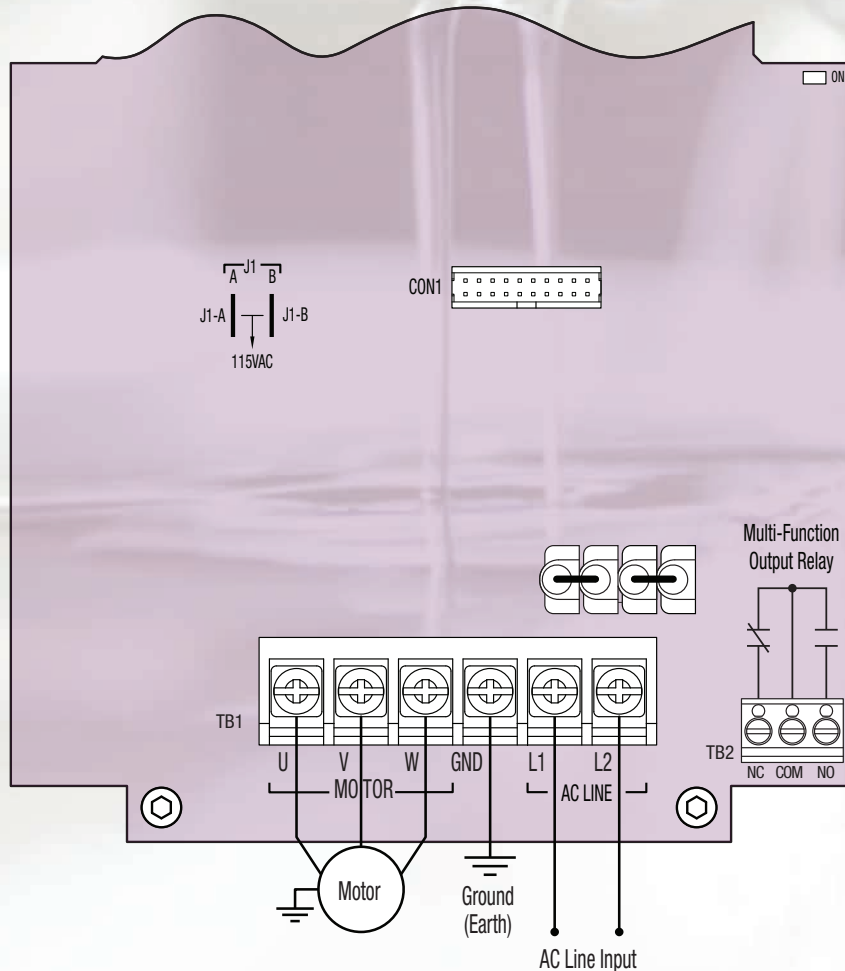 ON
J1
A B
J1-A J1-B
115VAC
CON1
Multi-Function
Output Relay
TB1
TB2
NC COM NO
U V W GND L1 L2
MOTOR AC LINE
Motor
Ground
(Earth)
AC Line Input